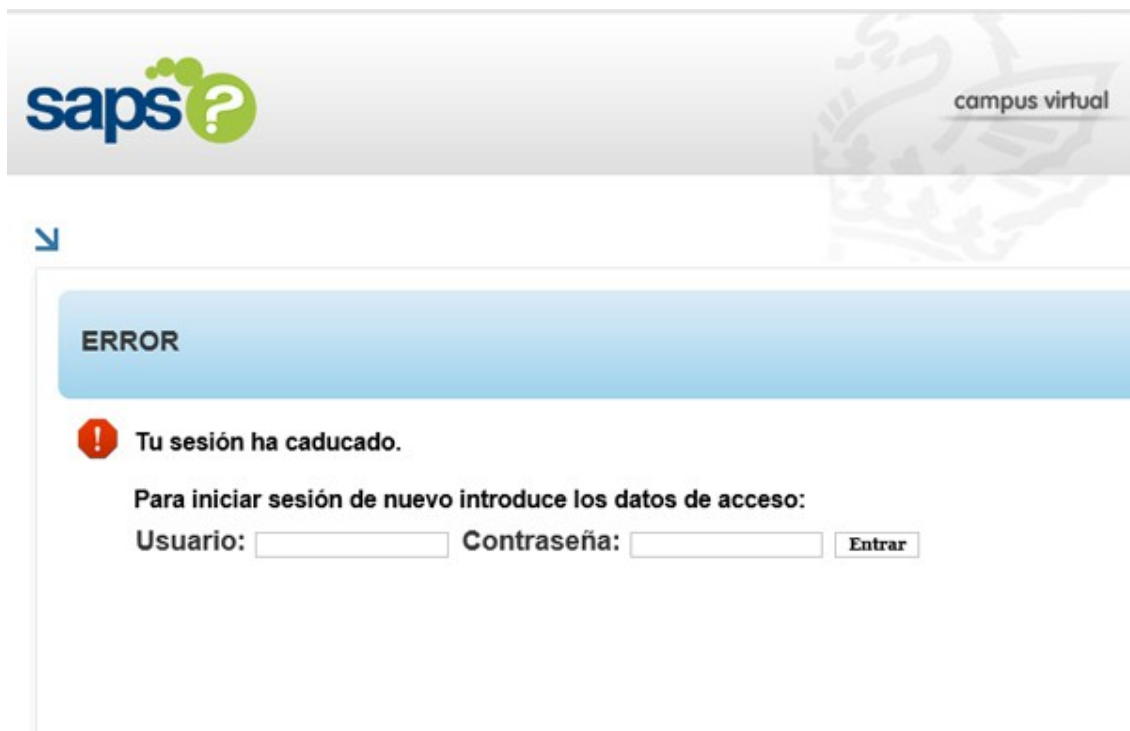 saps?
campus virtual
ERROR
Tu sesión ha caducado.
Para iniciar sesión de nuevo introduce los datos de acceso:
Usuario: Contraseña: Entrar